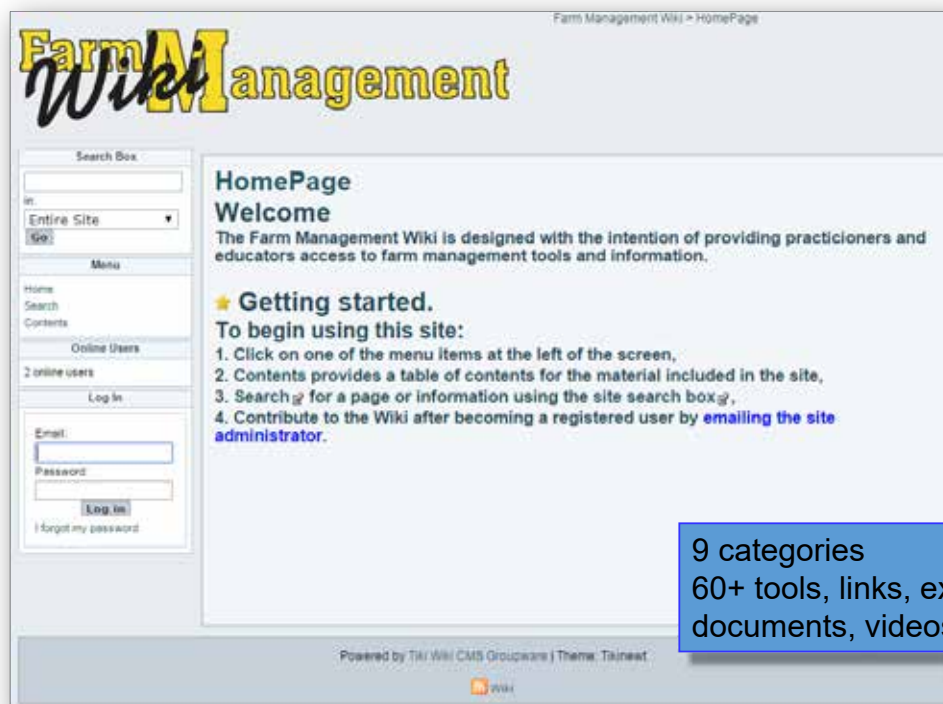 Farm Management Wiki > HomePage
Farm Management
Wiki
Search Box
in:
Entire Site
Go
Menu
Home
Search
Contents
Online Users
2 online users
Log In
Email:
Password:
Log in
I forgot my password
HomePage
Welcome
The Farm Management Wiki is designed with the intention of providing practicioners and
educators access to farm management tools and information.
Getting started.
To begin using this site:
1. Click on one of the menu items at the left of the screen,
2. Contents provides a table of contents for the material included in the site,
3. Search for a page or information using the site search box,
4. Contribute to the Wiki after becoming a registered user by emailing the site
administrator.
9 categories
60+ tools, links, ex
documents, videos
Powered by Tiki Wiki CMS Groupware | Theme: Tikinewt
Wiki